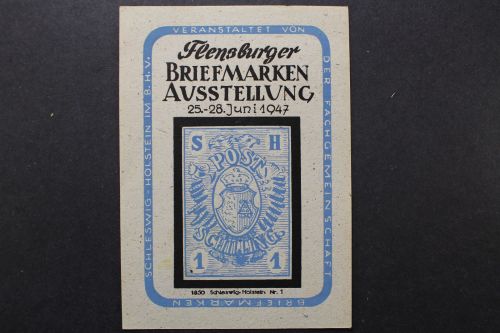 VERANSTALTET VON
DER FACHGEMEINSCHAFT
BRIEFMARKEN
SCHLESWIG-HOLSTEIN IM B.H.V.
Flensburger
BRIEFMARKEN
AUSSTELLUNG
25.-28. Juni 1947
S H
POST
SCHILLING
1 1
1850 Schleswig-Holstein Nr. 1